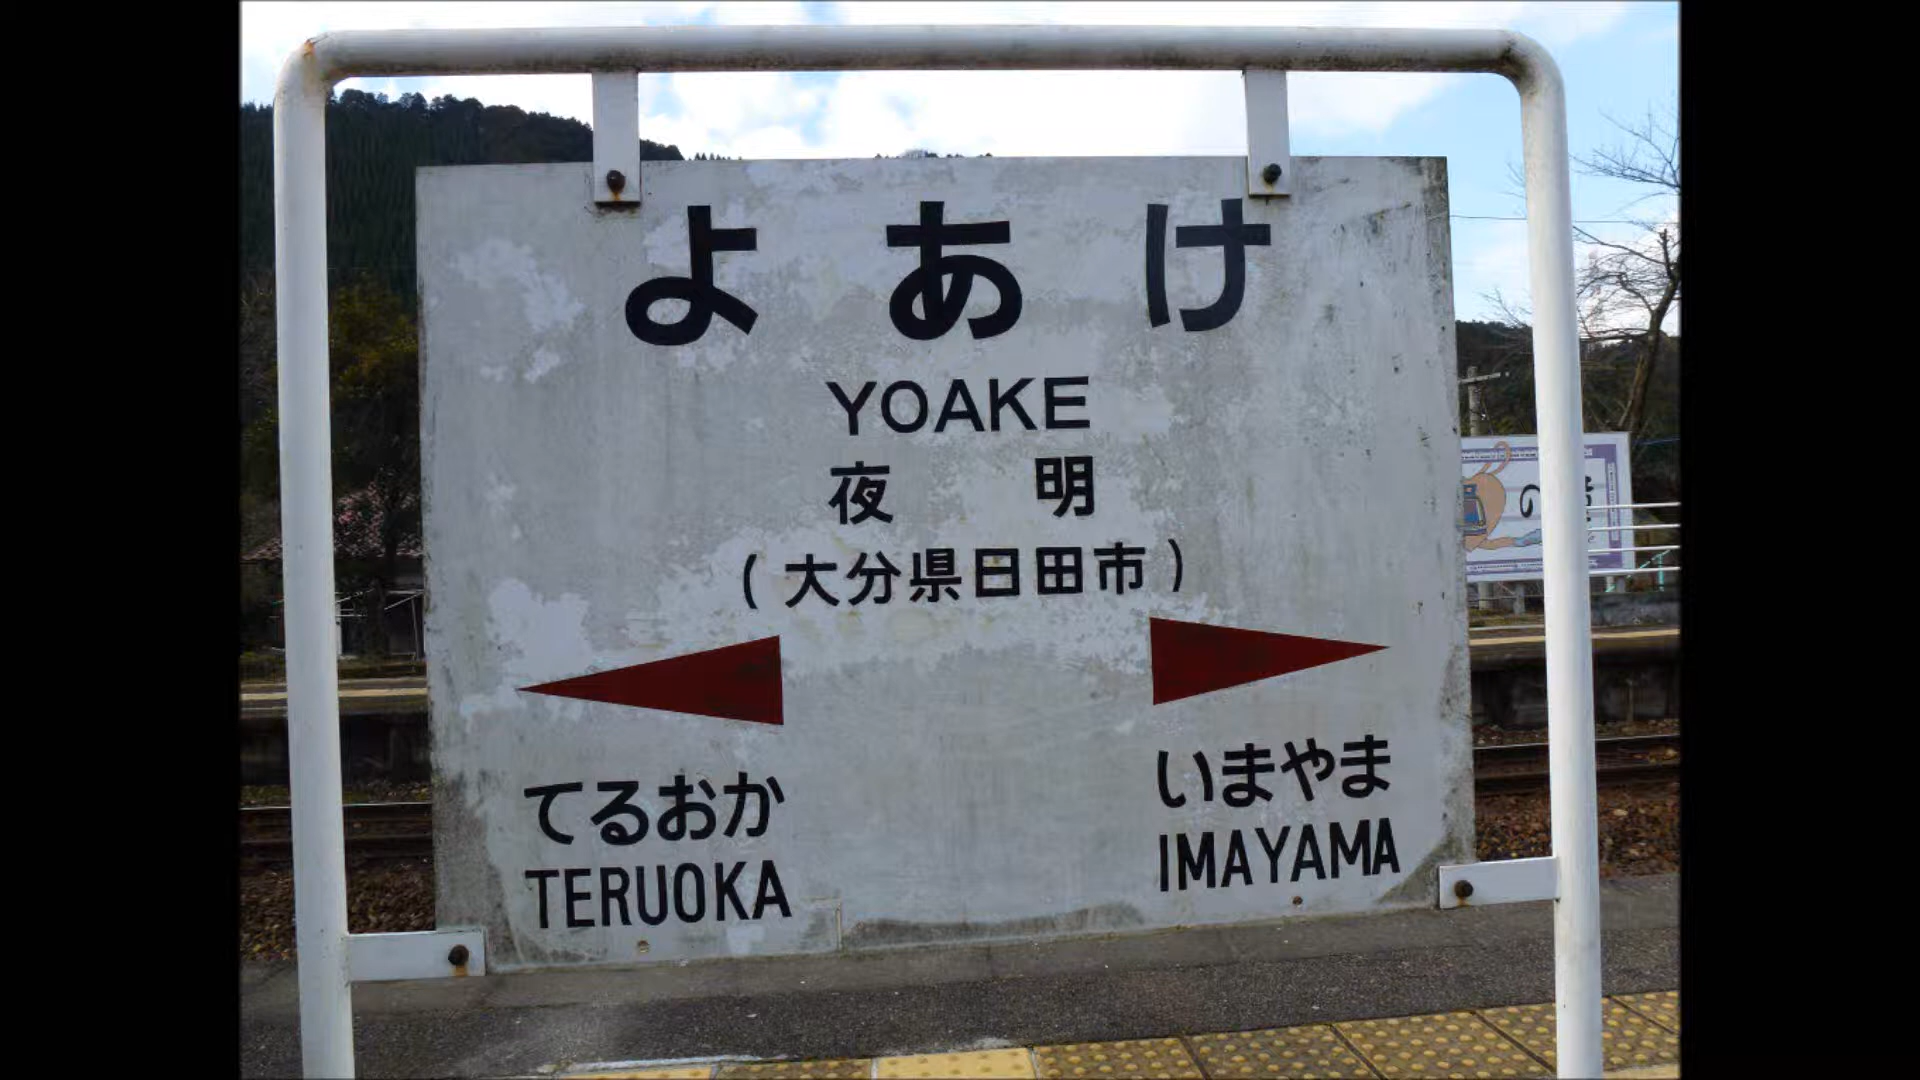 よあけ
YOAKE
夜 明
(大分県日田市)
てるおか
TERUOKA
いまやま
IMAYAMA
の